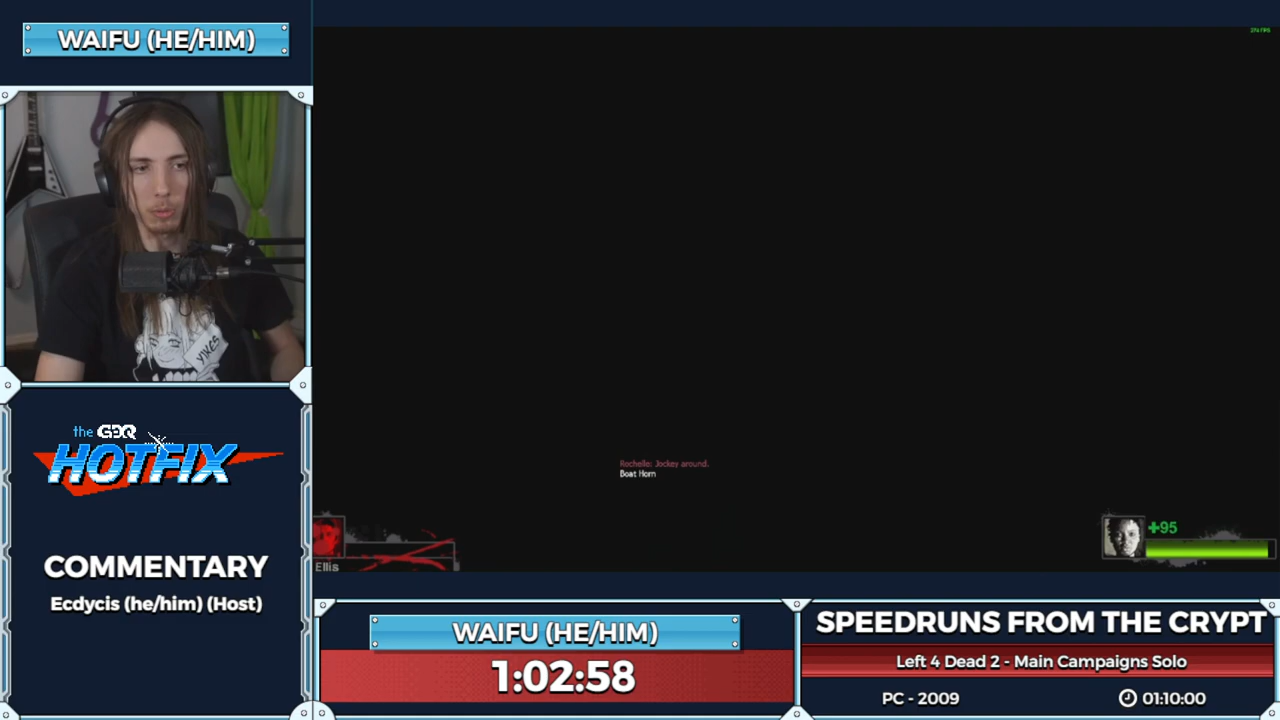 WAIFU (HE/HIM)
YIKES
the GDQ
HOTFIX
COMMENTARY
Ecdycis (he/him) (Host)
Rochelle: Jockey around.
Boat Horn
Ellis
+95
WAIFU (HE/HIM)
1:02:58
SPEEDRUNS FROM THE CRYPT
Left 4 Dead 2 - Main Campaigns Solo
PC - 2009
01:10:00